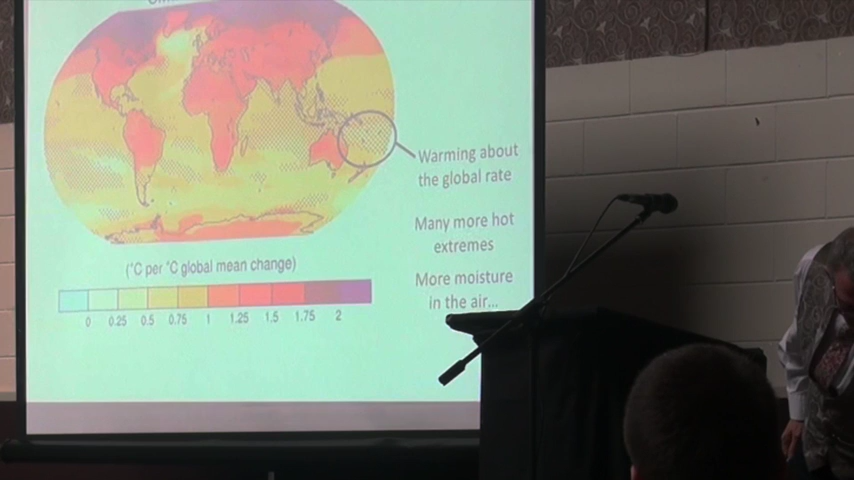 Warming about
the global rate
Many more hot
extremes
More moisture
in the air...
(°C per °C global mean change)
0 0.25 0.5 0.75 1 1.25 1.5 1.75 2